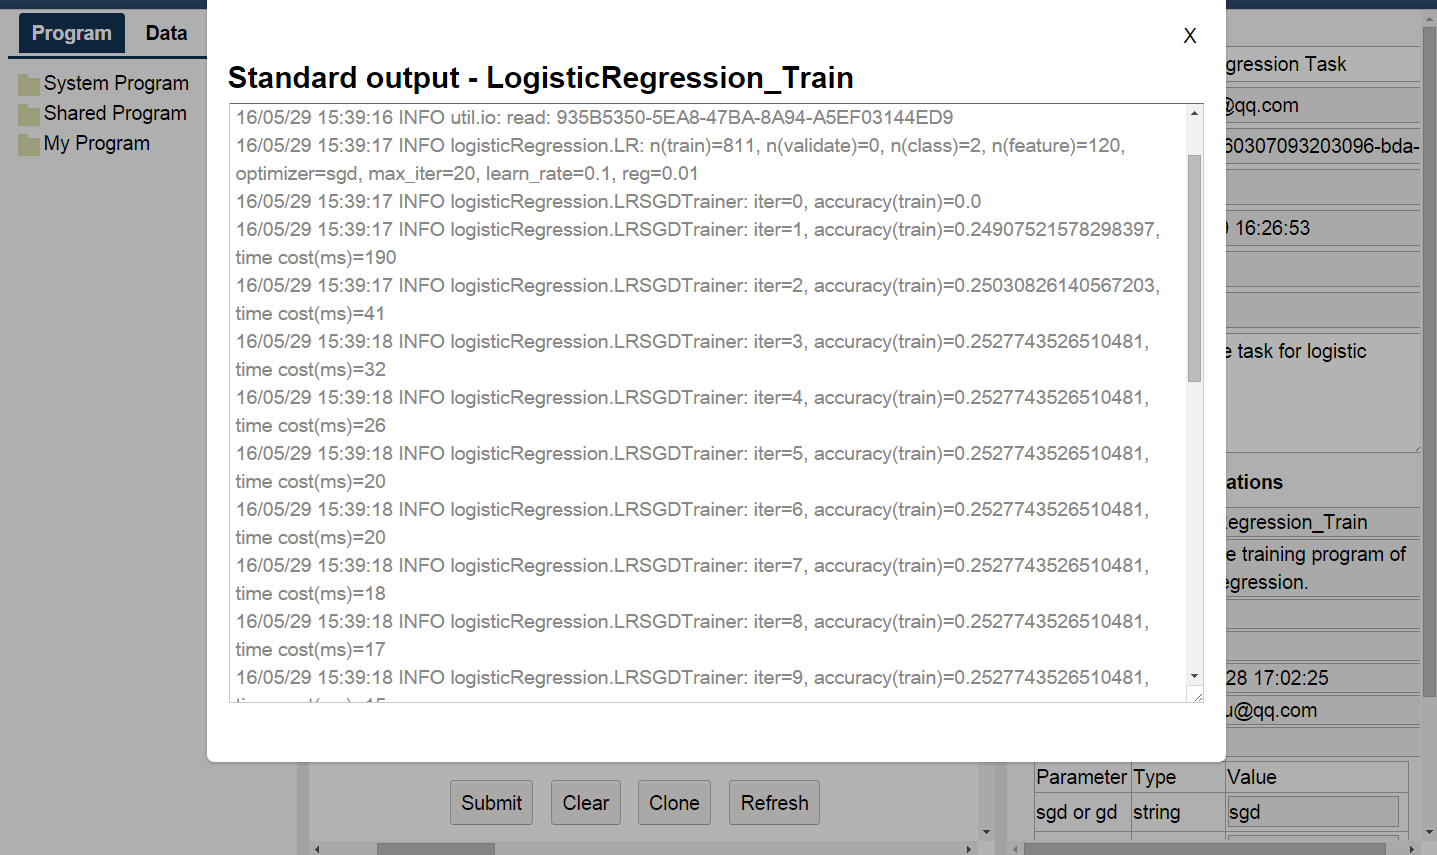 Program Data
System Program
Shared Program
My Program
X
Standard output - LogisticRegression_Train
16/05/29 15:39:16 INFO util.io: read: 935B5350-5EA8-47BA-8A94-A5EF03144ED9
16/05/29 15:39:17 INFO logisticRegression.LR: n(train)=811, n(validate)=0, n(class)=2, n(feature)=120,
optimizer=sgd, max_iter=20, learn_rate=0.1, reg=0.01
16/05/29 15:39:17 INFO logisticRegression.LRSGDTrainer: iter=0, accuracy(train)=0.0
16/05/29 15:39:17 INFO logisticRegression.LRSGDTrainer: iter=1, accuracy(train)=0.24907521578298397,
time cost(ms)=190
16/05/29 15:39:17 INFO logisticRegression.LRSGDTrainer: iter=2, accuracy(train)=0.25030826140567203,
time cost(ms)=41
16/05/29 15:39:18 INFO logisticRegression.LRSGDTrainer: iter=3, accuracy(train)=0.2527743526510481,
time cost(ms)=32
16/05/29 15:39:18 INFO logisticRegression.LRSGDTrainer: iter=4, accuracy(train)=0.2527743526510481,
time cost(ms)=26
16/05/29 15:39:18 INFO logisticRegression.LRSGDTrainer: iter=5, accuracy(train)=0.2527743526510481,
time cost(ms)=20
16/05/29 15:39:18 INFO logisticRegression.LRSGDTrainer: iter=6, accuracy(train)=0.2527743526510481,
time cost(ms)=20
16/05/29 15:39:18 INFO logisticRegression.LRSGDTrainer: iter=7, accuracy(train)=0.2527743526510481,
time cost(ms)=18
16/05/29 15:39:18 INFO logisticRegression.LRSGDTrainer: iter=8, accuracy(train)=0.2527743526510481,
time cost(ms)=17
16/05/29 15:39:18 INFO logisticRegression.LRSGDTrainer: iter=9, accuracy(train)=0.2527743526510481,
Submit Clear Clone Refresh
gression Task
@qq.com
60307093203096-bda-
16:26:53
e task for logistic
ations
egression_Train
e training program of
egression.
28 17:02:25
u@qq.com
Parameter Type Value
sgd or gd string sgd